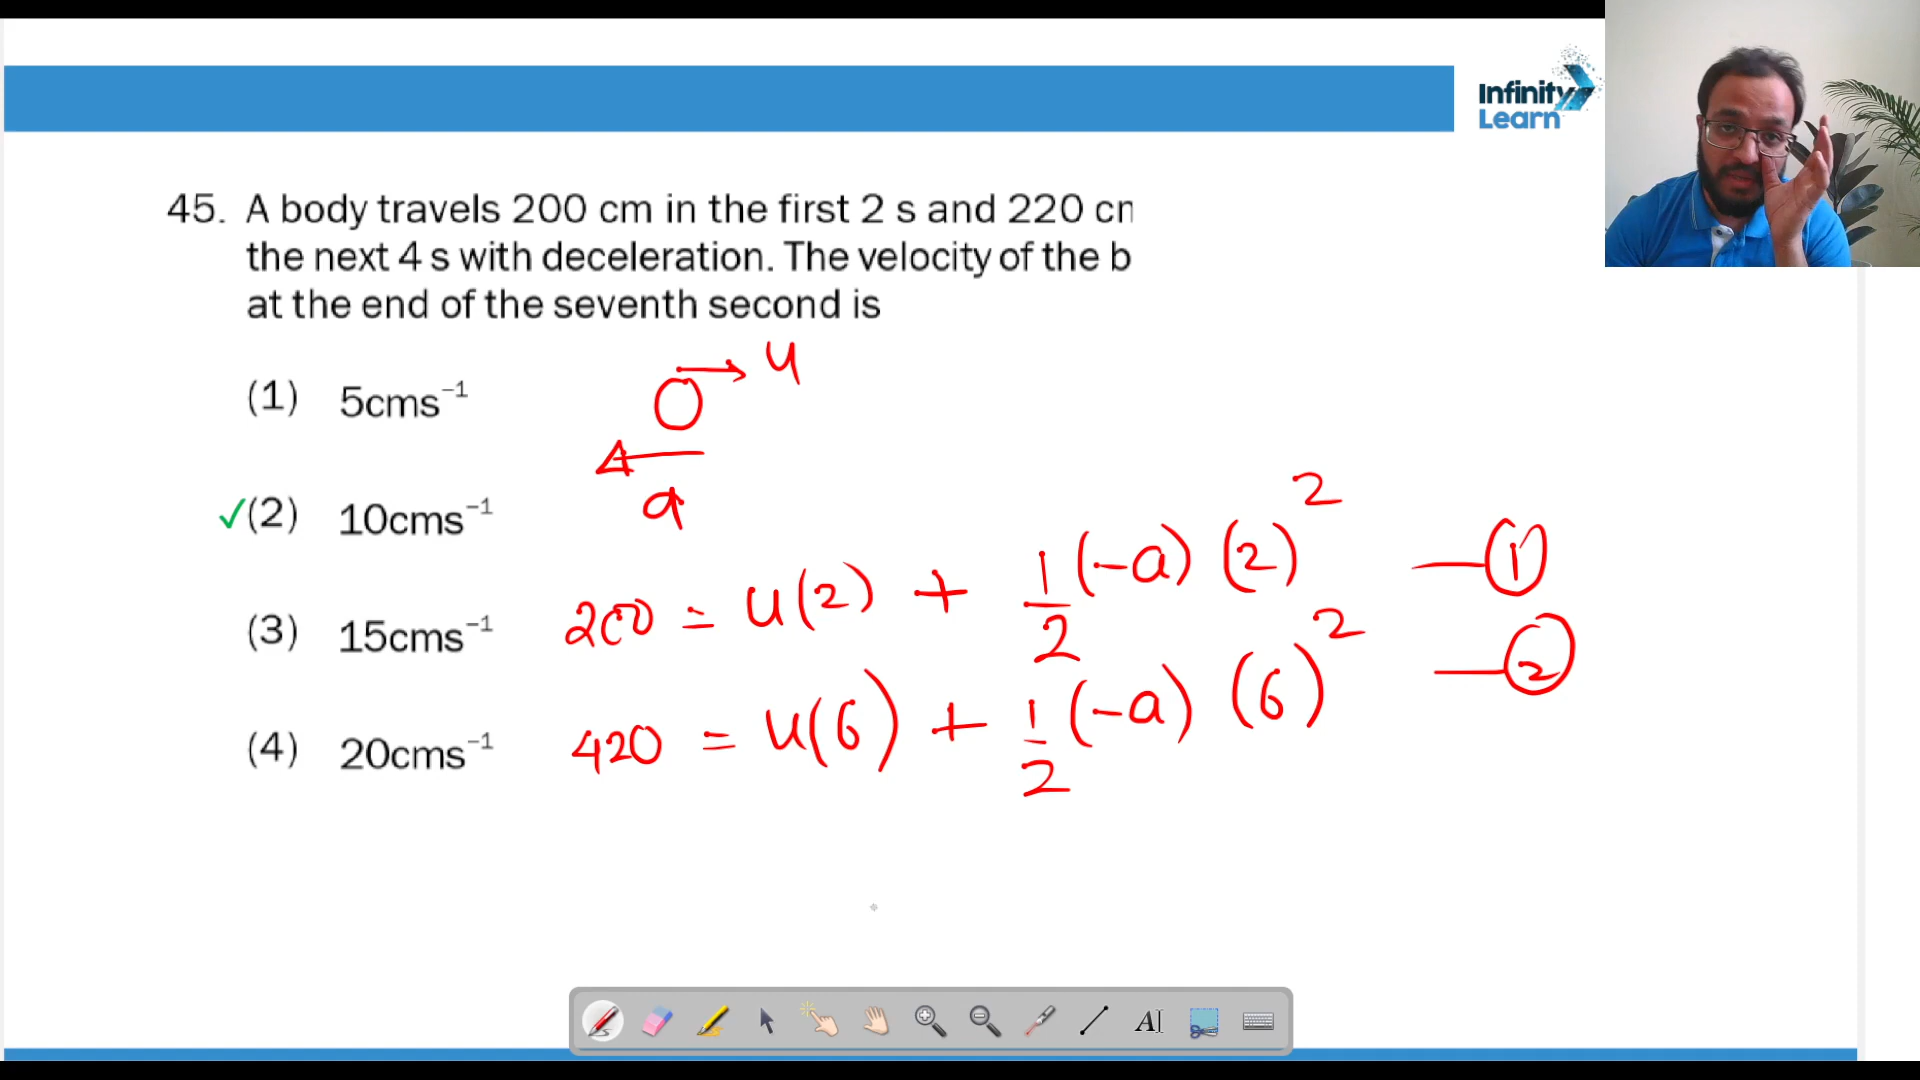 Infinity
Learn
45. A body travels 200 cm in the first 2 s and 220 cm
the next 4 s with deceleration. The velocity of the b
at the end of the seventh second is
(1) 5cms⁻¹
✓(2) 10cms⁻¹
(3) 15cms⁻¹
(4) 20cms⁻¹
u
a
200 = u(2) + 1/2 (-a) (2)² —①
420 = u(6) + 1/2 (-a) (6)² —②
A